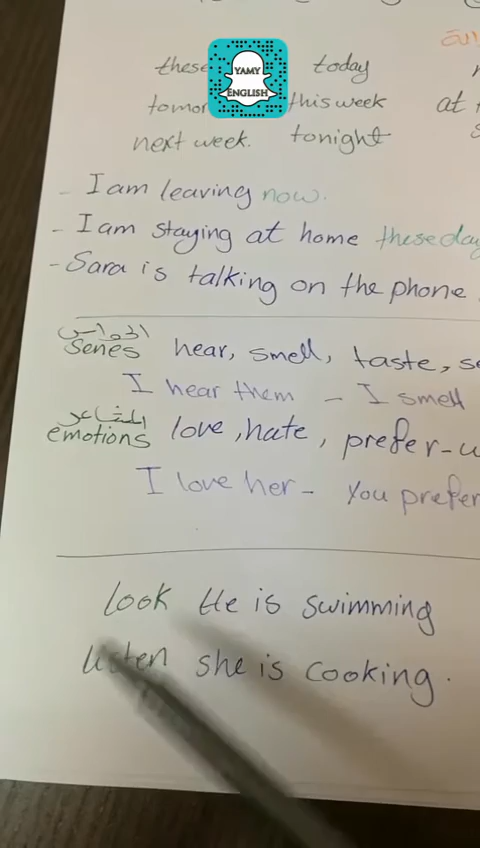 YAMY
ENGLISH
today
this week
at
next week. tonight
- I am leaving now.
- I am staying at home these day
- Sara is talking on the phone.
الحواس
Senes hear, smell, taste, se
I hear them - I smell
المشاعر
emotions love, hate, prefer - w
I love her - You prefer
look He is swimming
listen she is cooking.